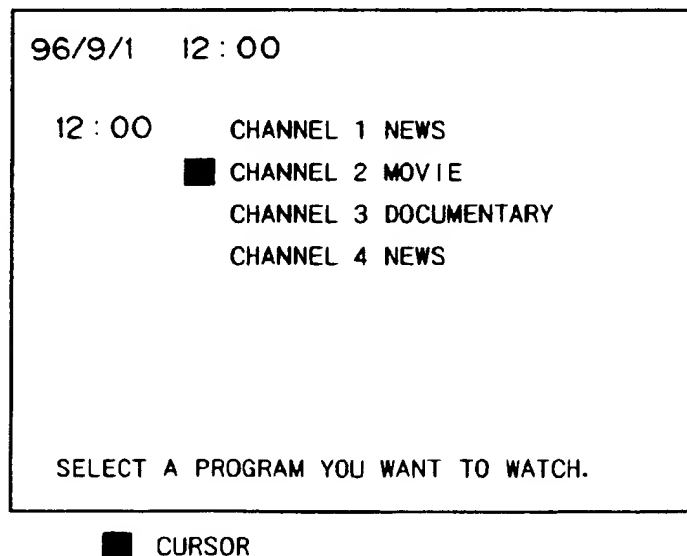 96/9/1 12:00
12:00 CHANNEL 1 NEWS
CHANNEL 2 MOVIE
CHANNEL 3 DOCUMENTARY
CHANNEL 4 NEWS
SELECT A PROGRAM YOU WANT TO WATCH.
CURSOR